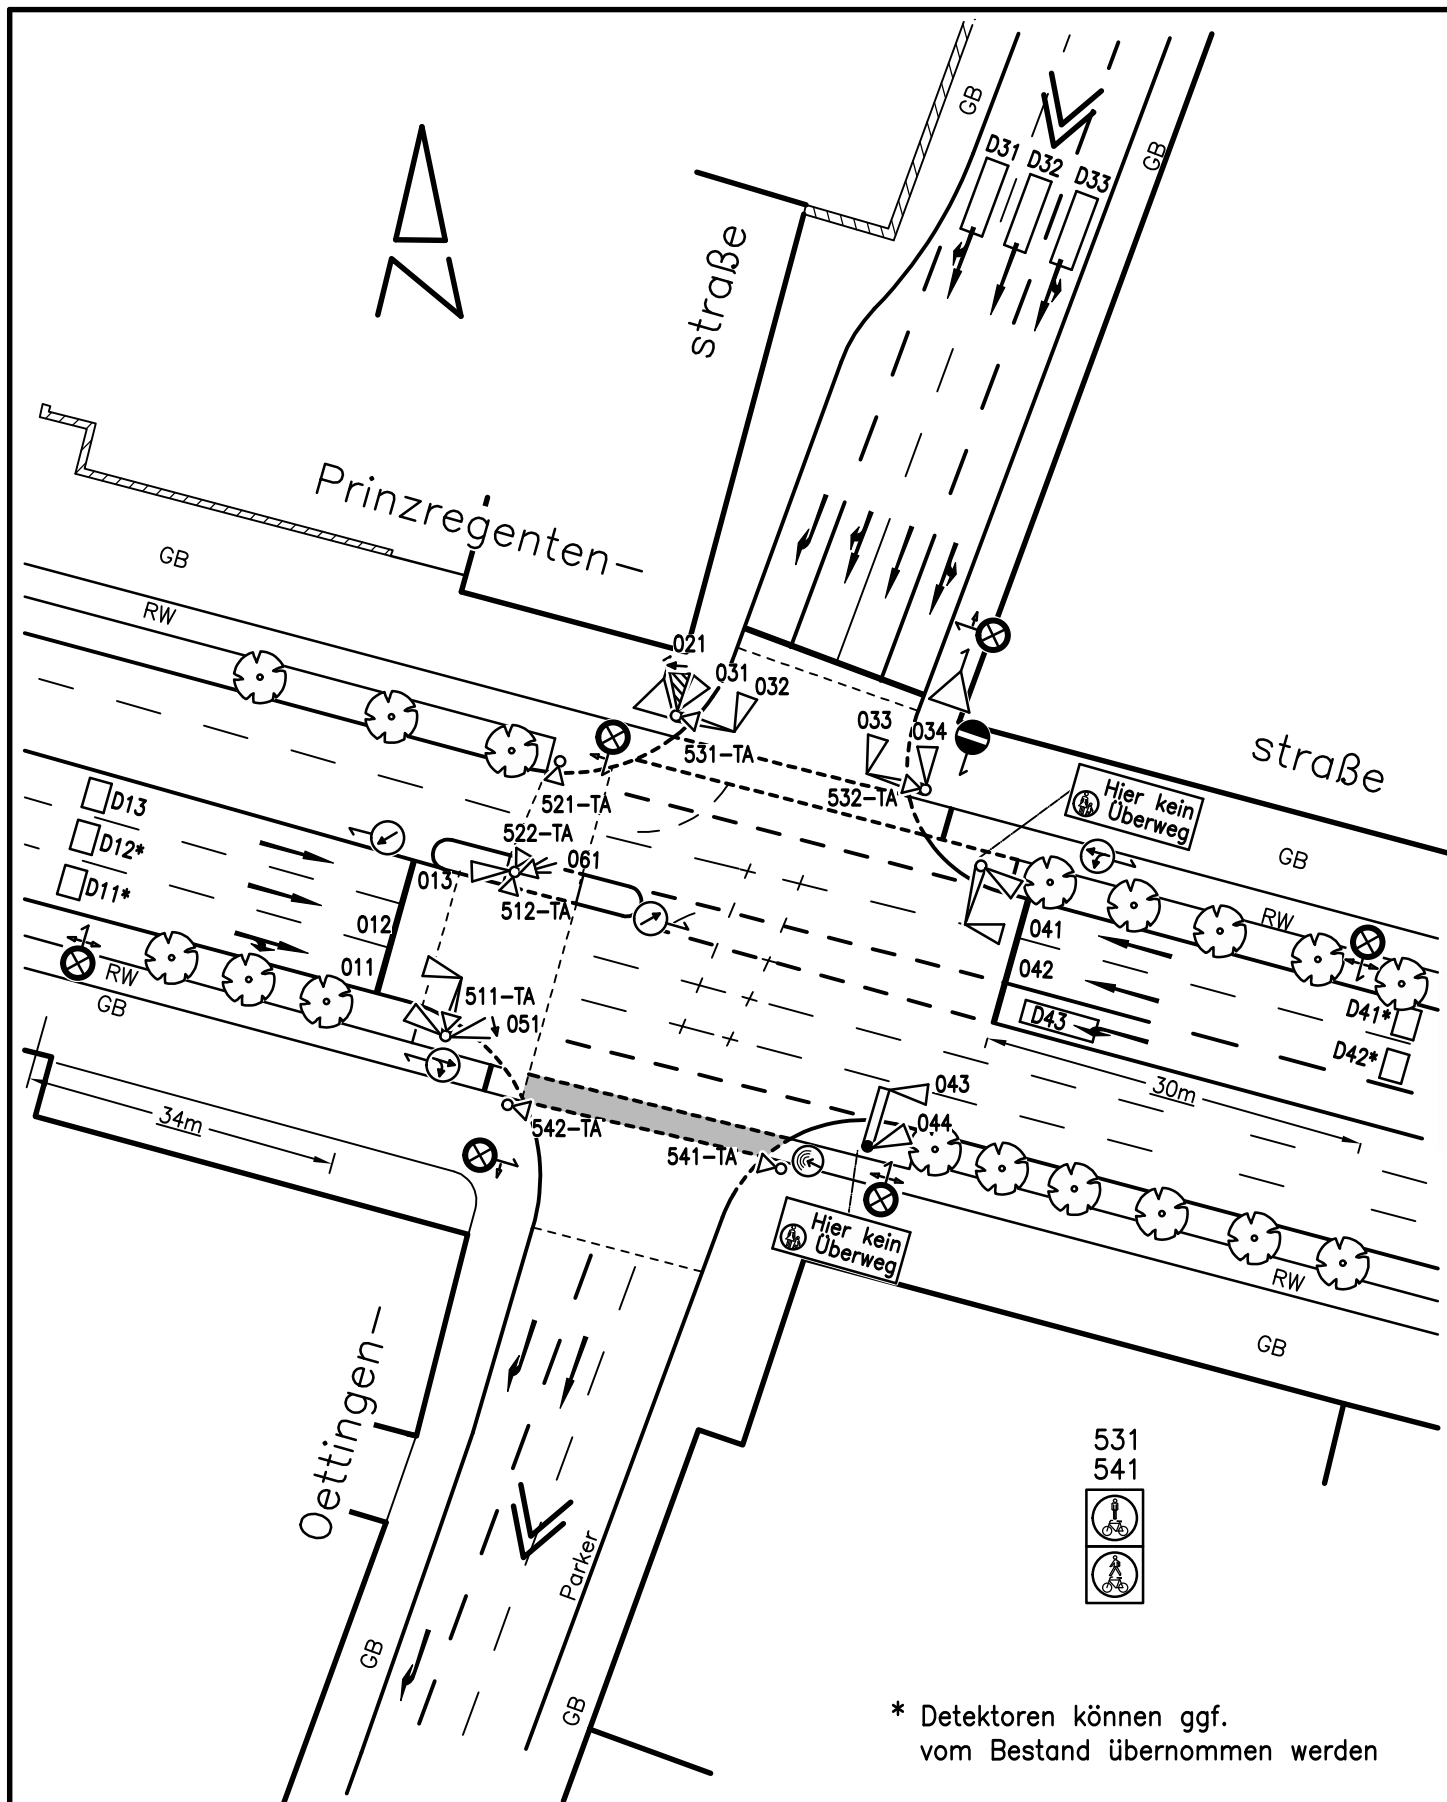 GB
GB
D31
D32
D33
straße
Prinzregenten-
GB
RW
021
031
032
033
034
531-TA
532-TA
521-TA
522-TA
061
013
512-TA
straße
Hier kein
Überweg
GB
RW
D13
D12*
D11*
012
011
041
042
D43
D41*
D42*
RW
GB
511-TA
051
30m
043
044
34m
542-TA
541-TA
Hier kein
Überweg
RW
GB
Oettingen-
Parker
GB
GB
531
541
* Detektoren können ggf.
vom Bestand übernommen werden